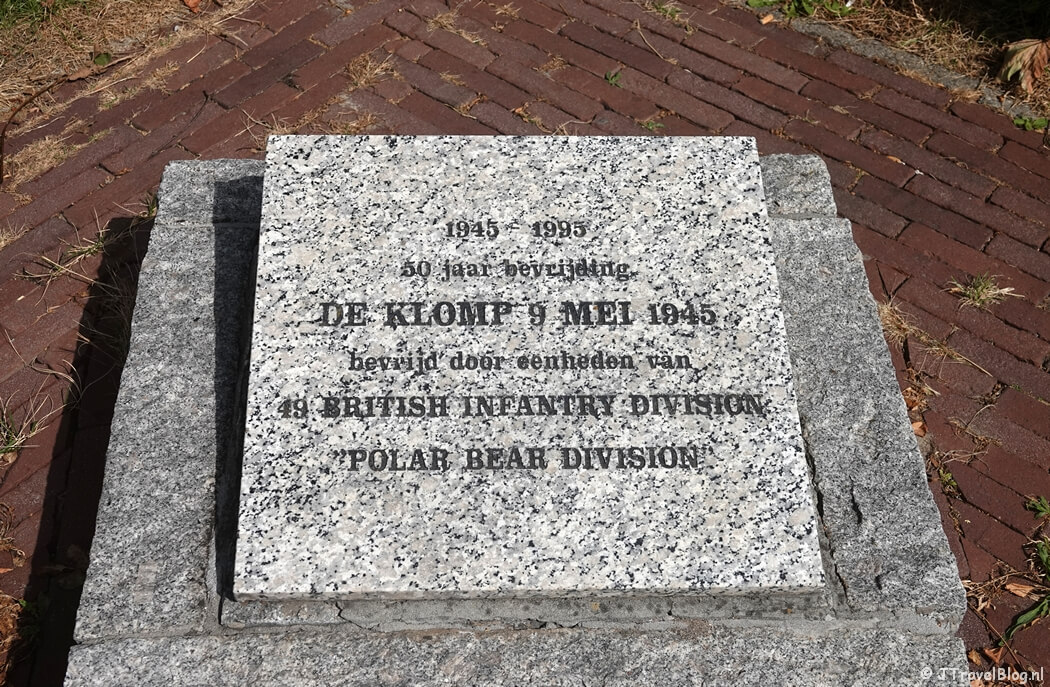 1945 - 1995
50 jaar bevrijding
DE KLOMP 9 MEI 1945
bevrijd door eenheden van
49 BRITISH INFANTRY DIVISION
"POLAR BEAR DIVISION"
© JTravelBlog.nl